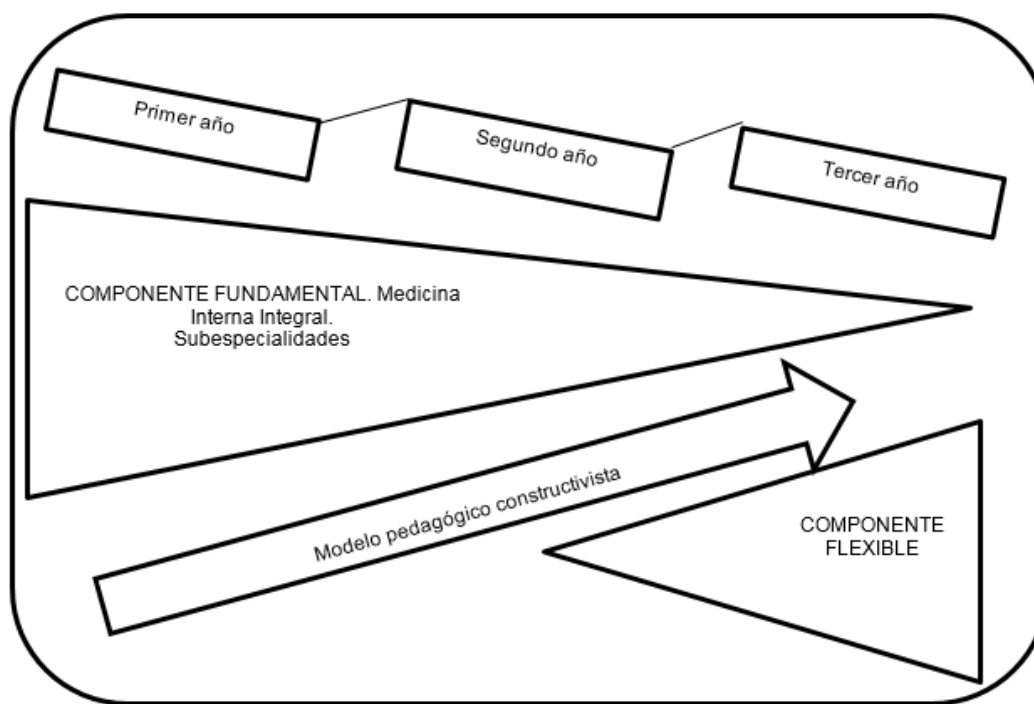 Primer año
Segundo año
Tercer año
COMPONENTE FUNDAMENTAL. Medicina
Interna Integral.
Subespecialidades
Modelo pedagógico constructivista
COMPONENTE
FLEXIBLE